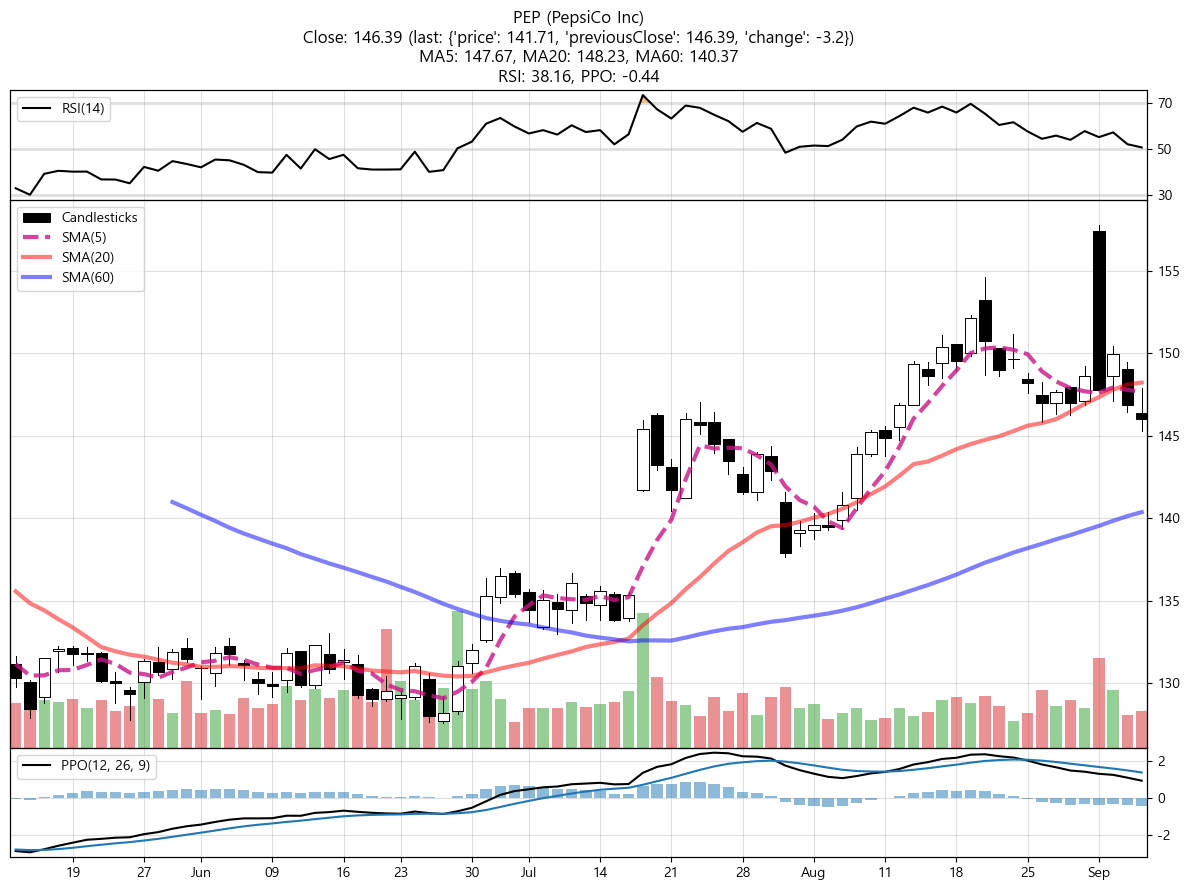 PEP (PepsiCo Inc)
Close: 146.39 (last: {'price': 141.71, 'previousClose': 146.39, 'change': -3.2})
MA5: 147.67, MA20: 148.23, MA60: 140.37
RSI: 38.16, PPO: -0.44
RSI(14)
70
50
30
Candlesticks
SMA(5)
SMA(20)
SMA(60)
155
150
145
140
135
130
PPO(12, 26, 9)
2
0
-2
19 27 Jun 09 16 23 Jul 14 21 28 Aug 11 18 25 Sep